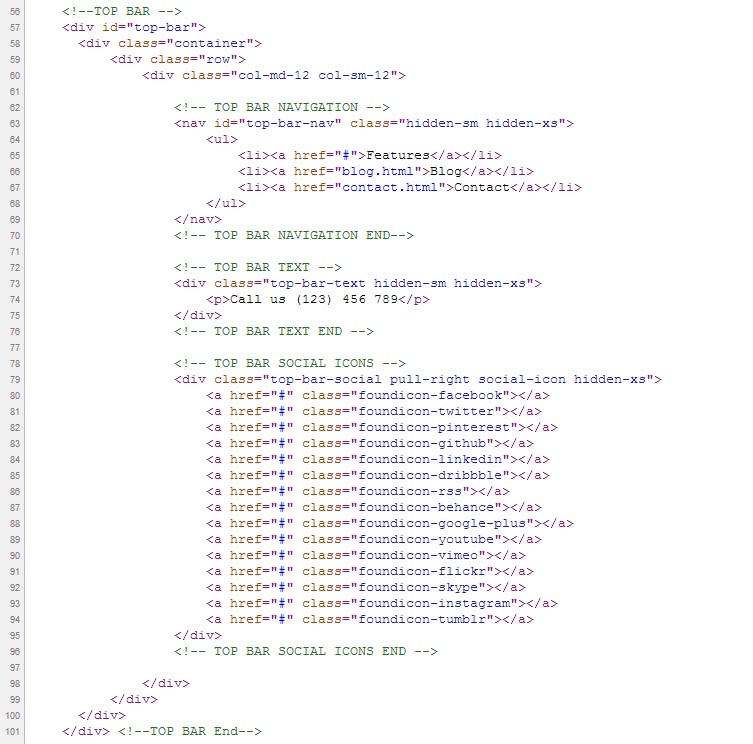 56 <!--TOP BAR -->
57 <div id="top-bar">
58 <div class="container">
59 <div class="row">
60 <div class="col-md-12 col-sm-12">
61
62 <!-- TOP BAR NAVIGATION -->
63 <nav id="top-bar-nav" class="hidden-sm hidden-xs">
64 <ul>
65 <li><a href="#">Features</a></li>
66 <li><a href="blog.html">Blog</a></li>
67 <li><a href="contact.html">Contact</a></li>
68 </ul>
69 </nav>
70 <!-- TOP BAR NAVIGATION END-->
71
72 <!-- TOP BAR TEXT -->
73 <div class="top-bar-text hidden-sm hidden-xs">
74 <p>Call us (123) 456 789</p>
75 </div>
76 <!-- TOP BAR TEXT END -->
77
78 <!-- TOP BAR SOCIAL ICONS -->
79 <div class="top-bar-social pull-right social-icon hidden-xs">
80 <a href="#" class="foundicon-facebook"></a>
81 <a href="#" class="foundicon-twitter"></a>
82 <a href="#" class="foundicon-pinterest"></a>
83 <a href="#" class="foundicon-github"></a>
84 <a href="#" class="foundicon-linkedin"></a>
85 <a href="#" class="foundicon-dribbble"></a>
86 <a href="#" class="foundicon-rss"></a>
87 <a href="#" class="foundicon-behance"></a>
88 <a href="#" class="foundicon-google-plus"></a>
89 <a href="#" class="foundicon-youtube"></a>
90 <a href="#" class="foundicon-vimeo"></a>
91 <a href="#" class="foundicon-flickr"></a>
92 <a href="#" class="foundicon-skype"></a>
93 <a href="#" class="foundicon-instagram"></a>
94 <a href="#" class="foundicon-tumblr"></a>
95 </div>
96 <!-- TOP BAR SOCIAL ICONS END -->
97
98 </div>
99 </div>
100 </div>
101 </div> <!--TOP BAR End-->